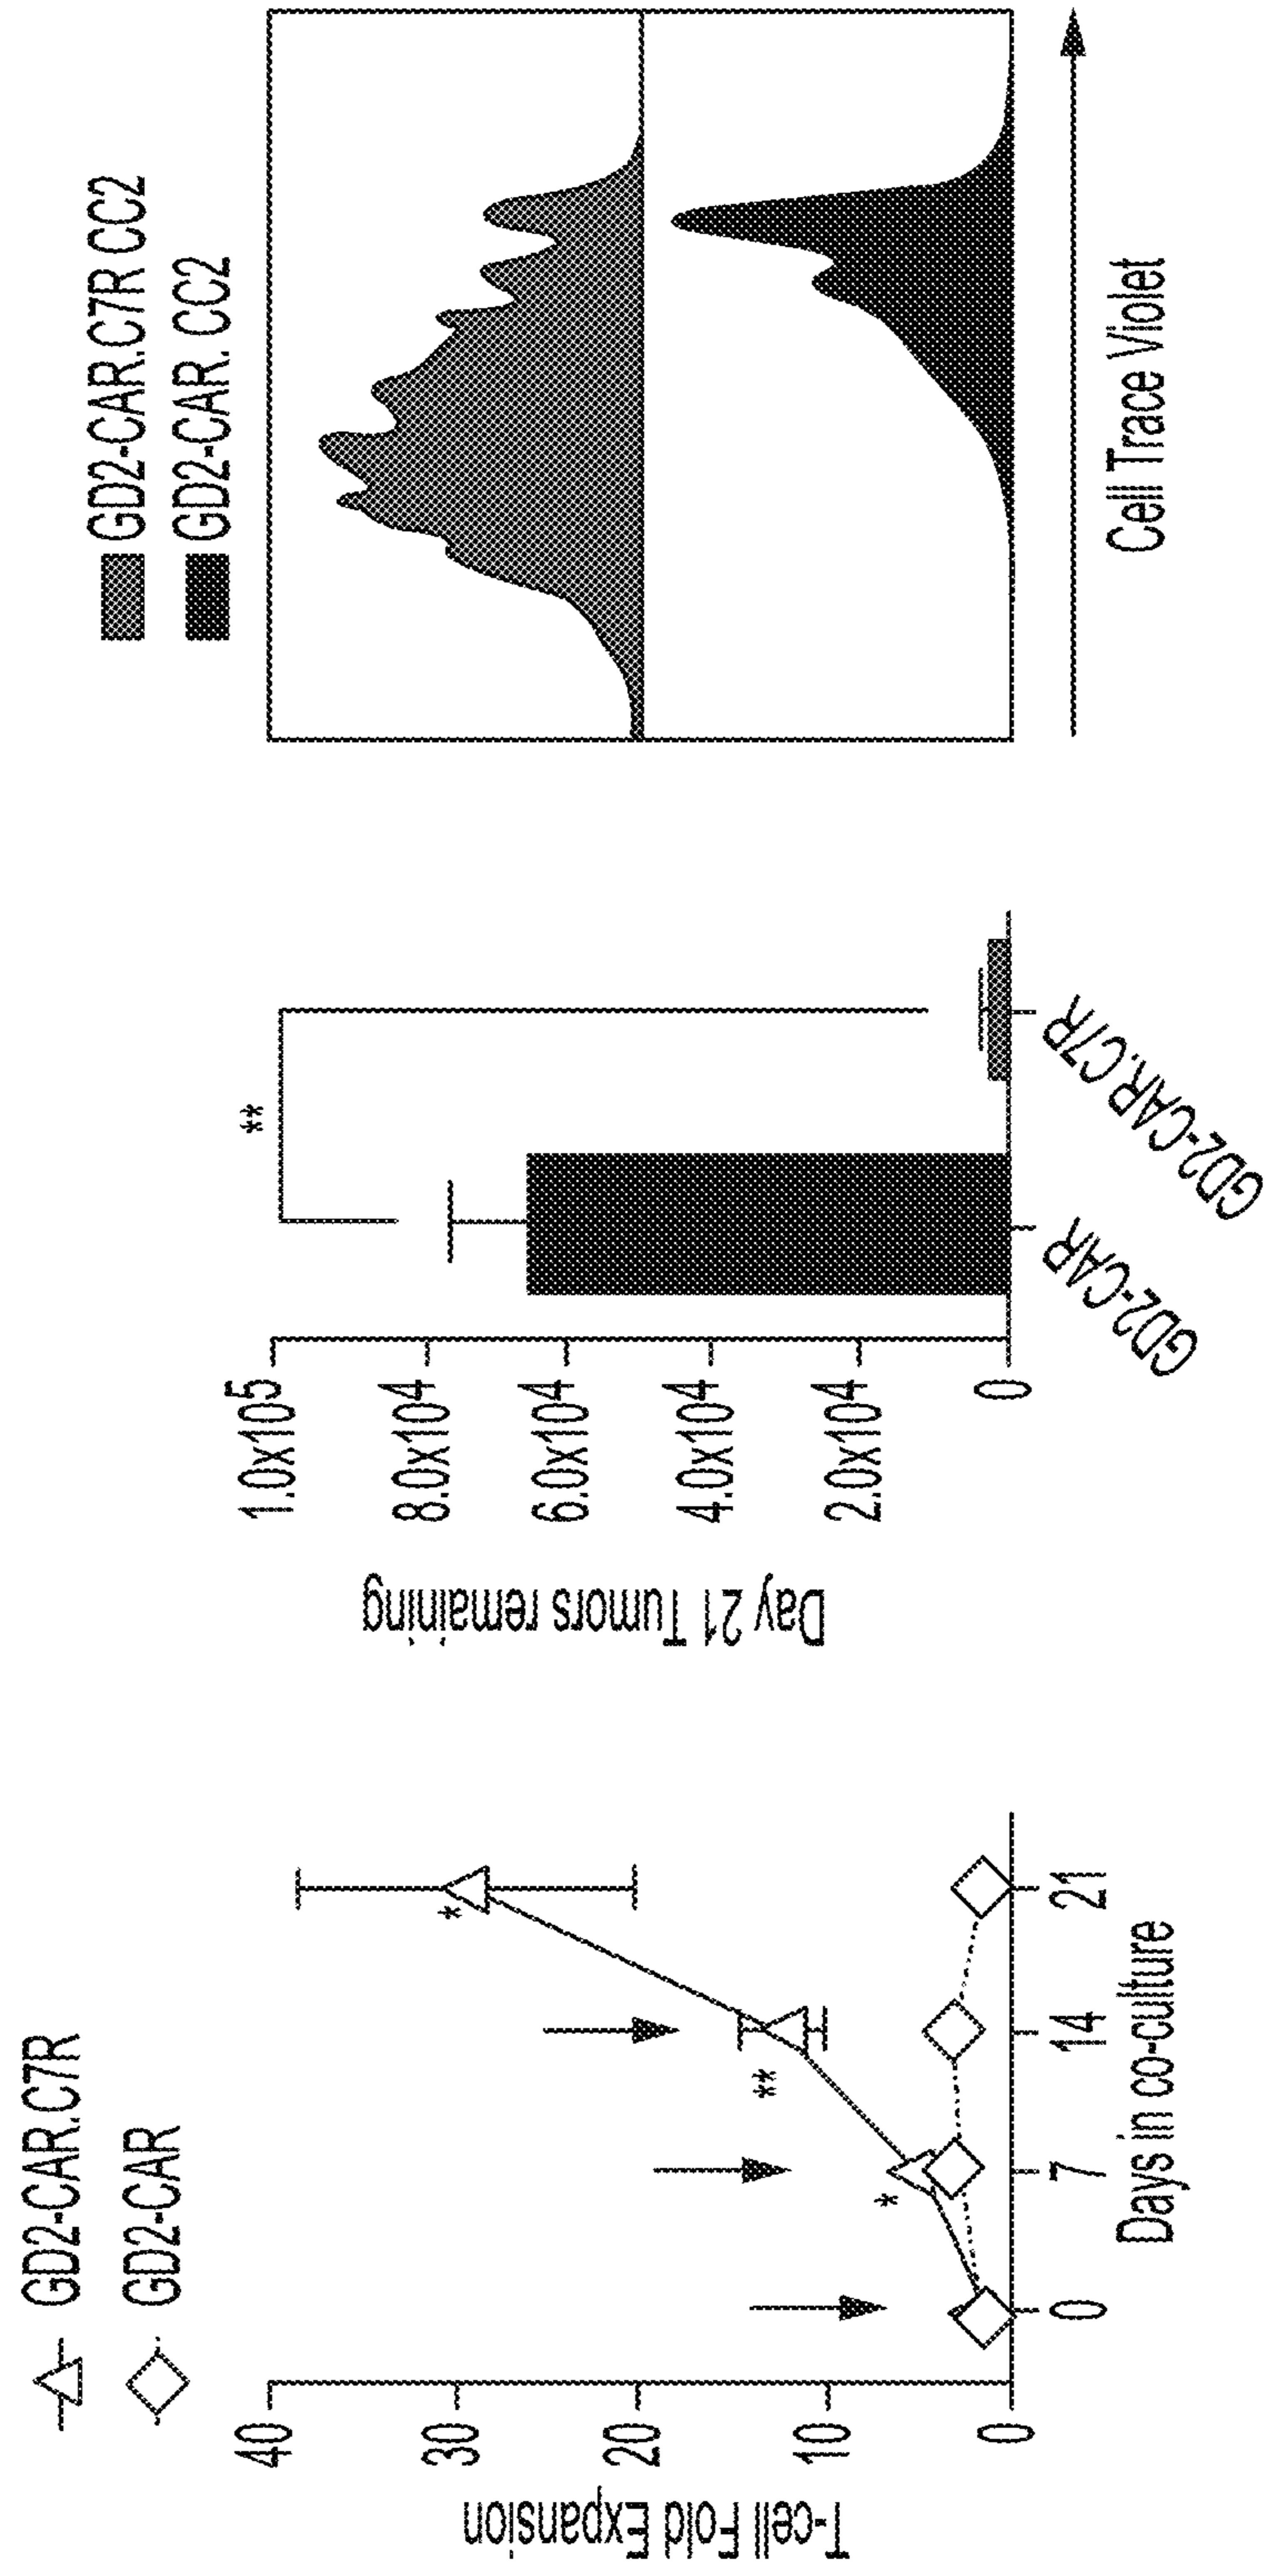 GD2-CAR.C7R
GD2-CAR
T-cell Fold Expansion
40
30
20
10
0
*
**
*
0
7
14
21
Days in co-culture
Day 21 Tumors remaining
1.0x10⁵
8.0x10⁴
6.0x10⁴
4.0x10⁴
2.0x10⁴
0
**
GD2-CAR
GD2-CAR.C7R
GD2-CAR.C7R CC2
GD2-CAR. CC2
Cell Trace Violet